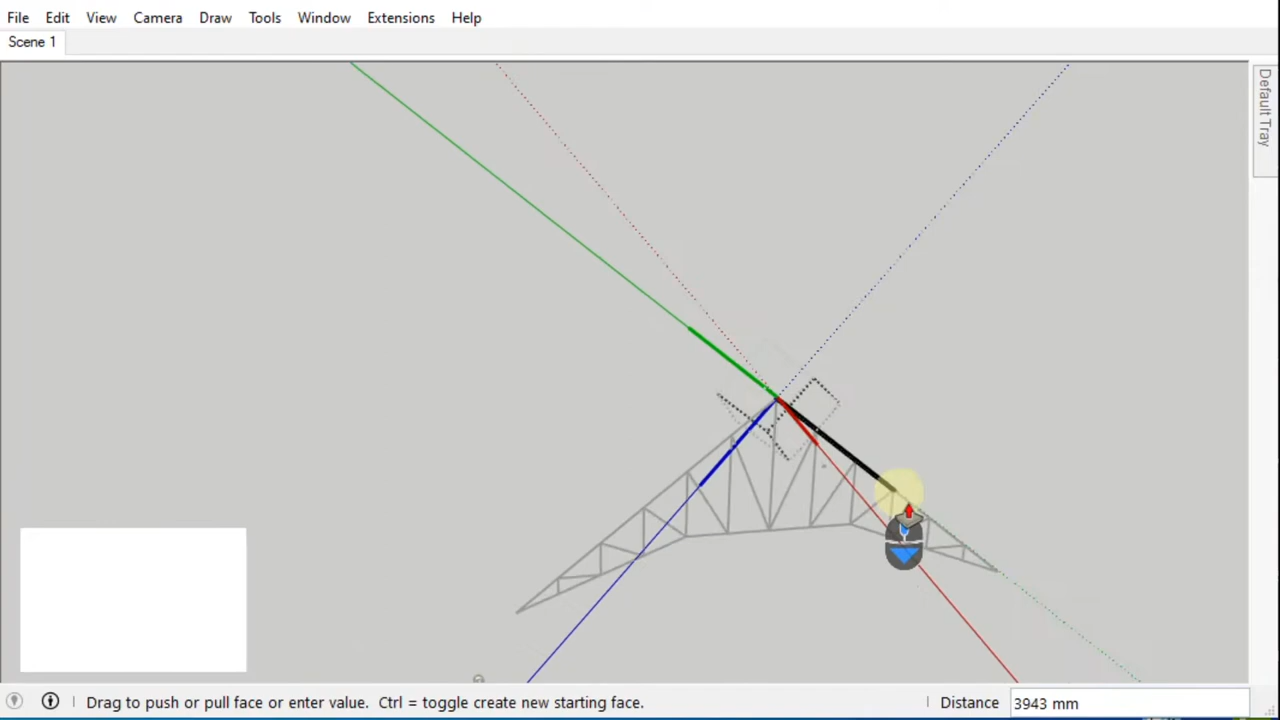 File Edit View Camera Draw Tools Window Extensions Help
Scene 1
Default Tray
Drag to push or pull face or enter value. Ctrl = toggle create new starting face.
Distance 3943 mm